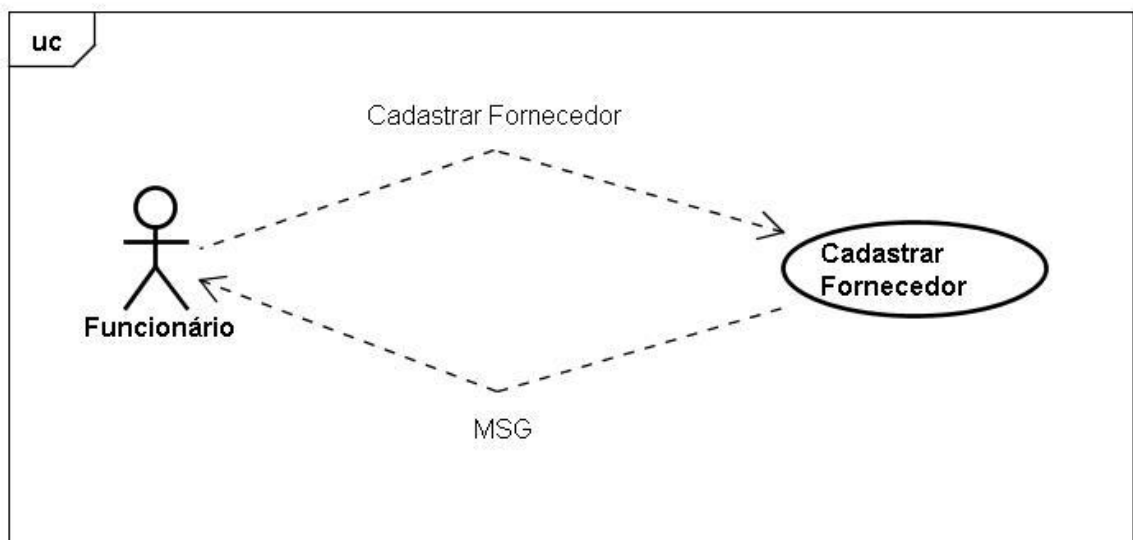 uc
Cadastrar Fornecedor
Cadastrar
Fornecedor
Funcionário
MSG